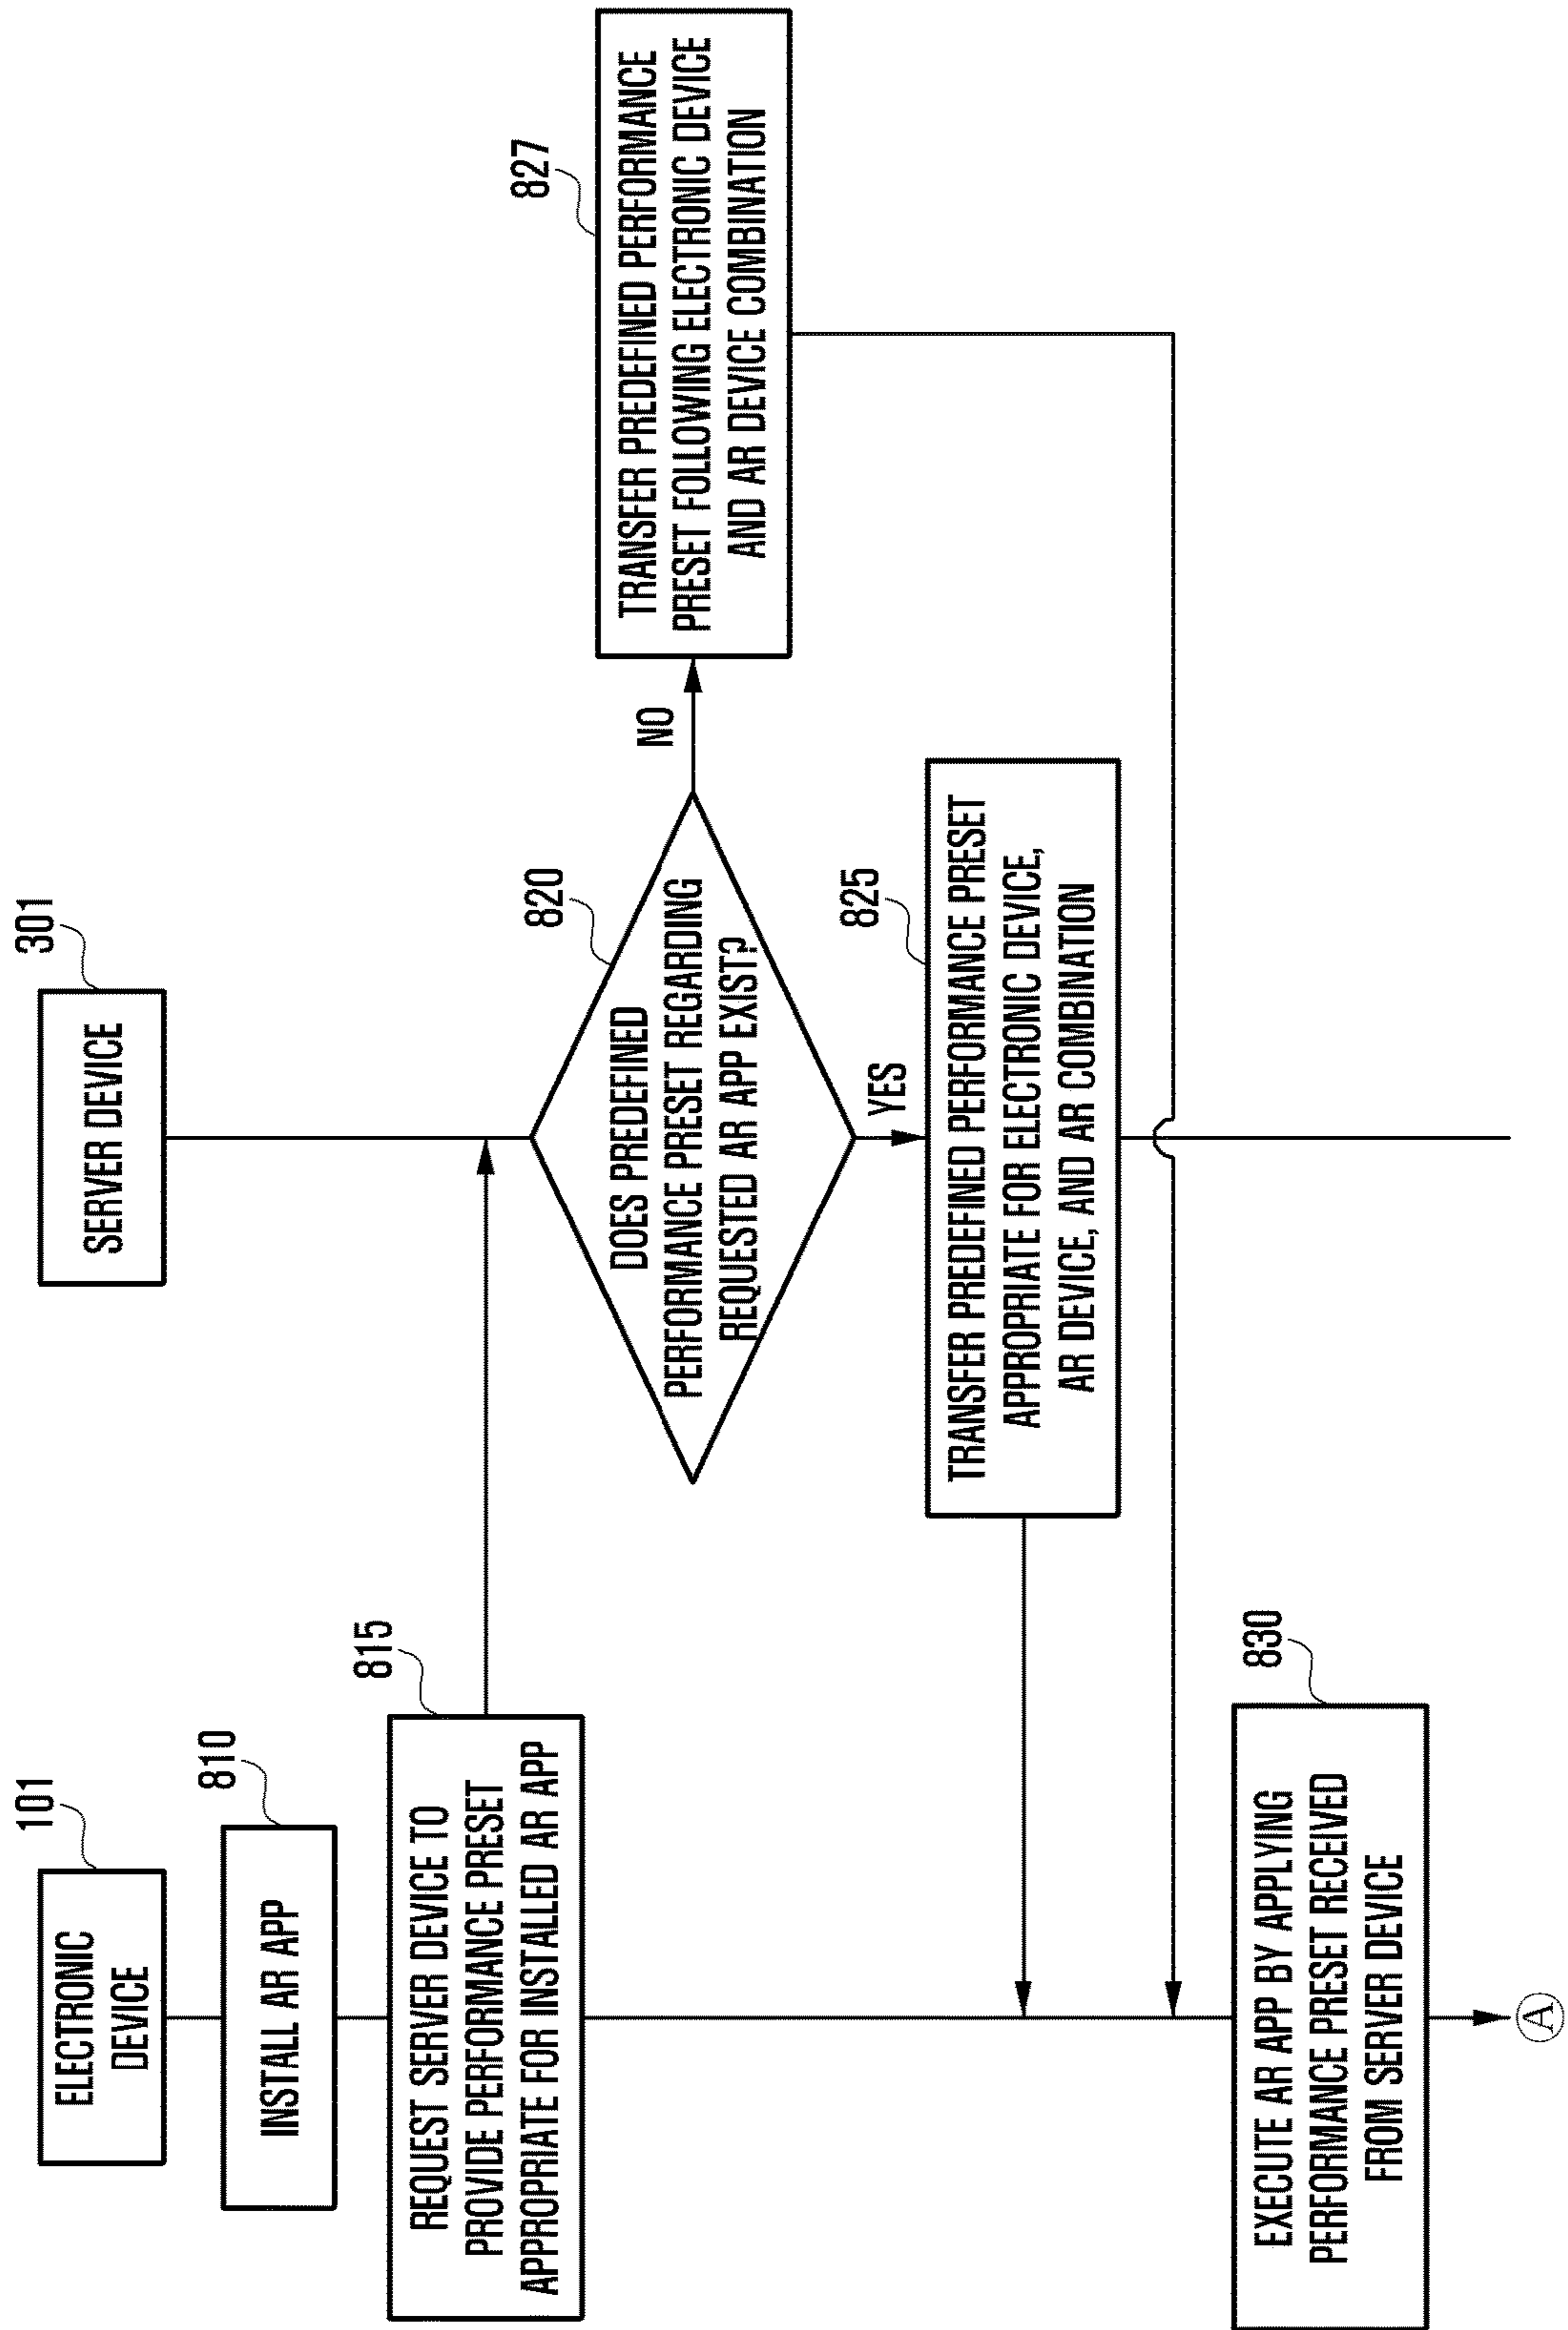 101
ELECTRONIC
DEVICE
301
SERVER DEVICE
810
INSTALL AR APP
815
REQUEST SERVER DEVICE TO
PROVIDE PERFORMANCE PRESET
APPROPRIATE FOR INSTALLED AR APP
820
DOES PREDEFINED
PERFORMANCE PRESET REGARDING
REQUESTED AR APP EXIST?
NO
YES
827
TRANSFER PREDEFINED PERFORMANCE
PRESET FOLLOWING ELECTRONIC DEVICE
AND AR DEVICE COMBINATION
825
TRANSFER PREDEFINED PERFORMANCE PRESET
APPROPRIATE FOR ELECTRONIC DEVICE,
AR DEVICE, AND AR COMBINATION
830
EXECUTE AR APP BY APPLYING
PERFORMANCE PRESET RECEIVED
FROM SERVER DEVICE
A